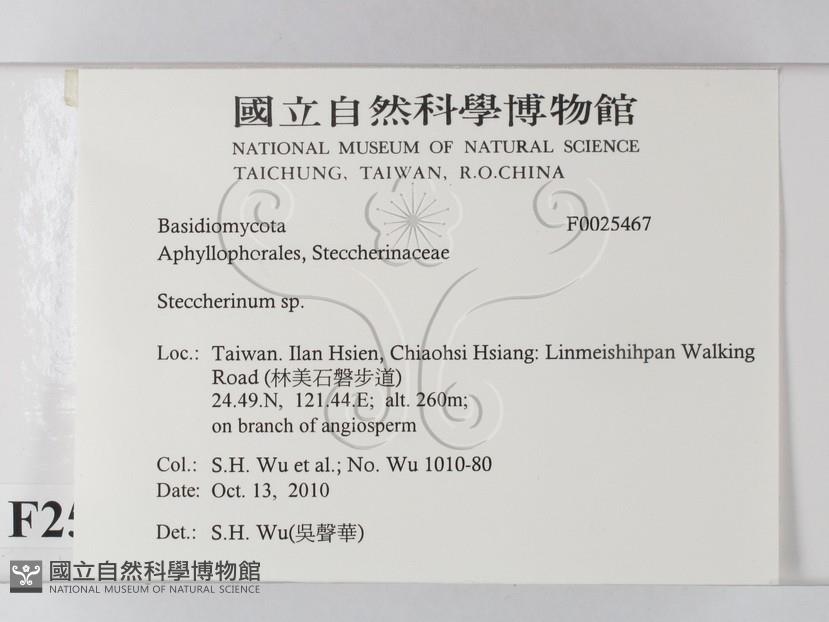 國立自然科學博物館
NATIONAL MUSEUM OF NATURAL SCIENCE
TAICHUNG, TAIWAN, R.O.CHINA
Basidiomycota F0025467
Aphyllophorales, Steccherinaceae
Steccherinum sp.
Loc.: Taiwan. Ilan Hsien, Chiaohsi Hsiang: Linmeishihpan Walking
Road (林美石磐步道)
24.49.N, 121.44.E; alt. 260m;
on branch of angiosperm
Col.: S.H. Wu et al.; No. Wu 1010-80
Date: Oct. 13, 2010
Det.: S.H. Wu(吳聲華)
F25
國立自然科學博物館
NATIONAL MUSEUM OF NATURAL SCIENCE